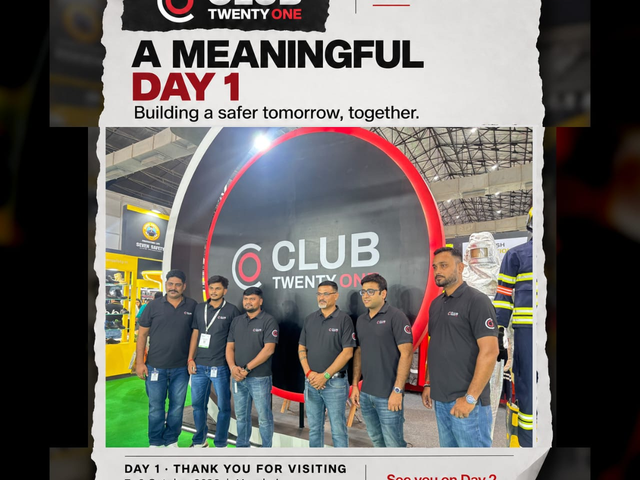 CLUB
TWENTY ONE
A MEANINGFUL
DAY 1
Building a safer tomorrow, together.
CLUB
TWENTY ONE
DAY 1 · THANK YOU FOR VISITING
See you on Day 2